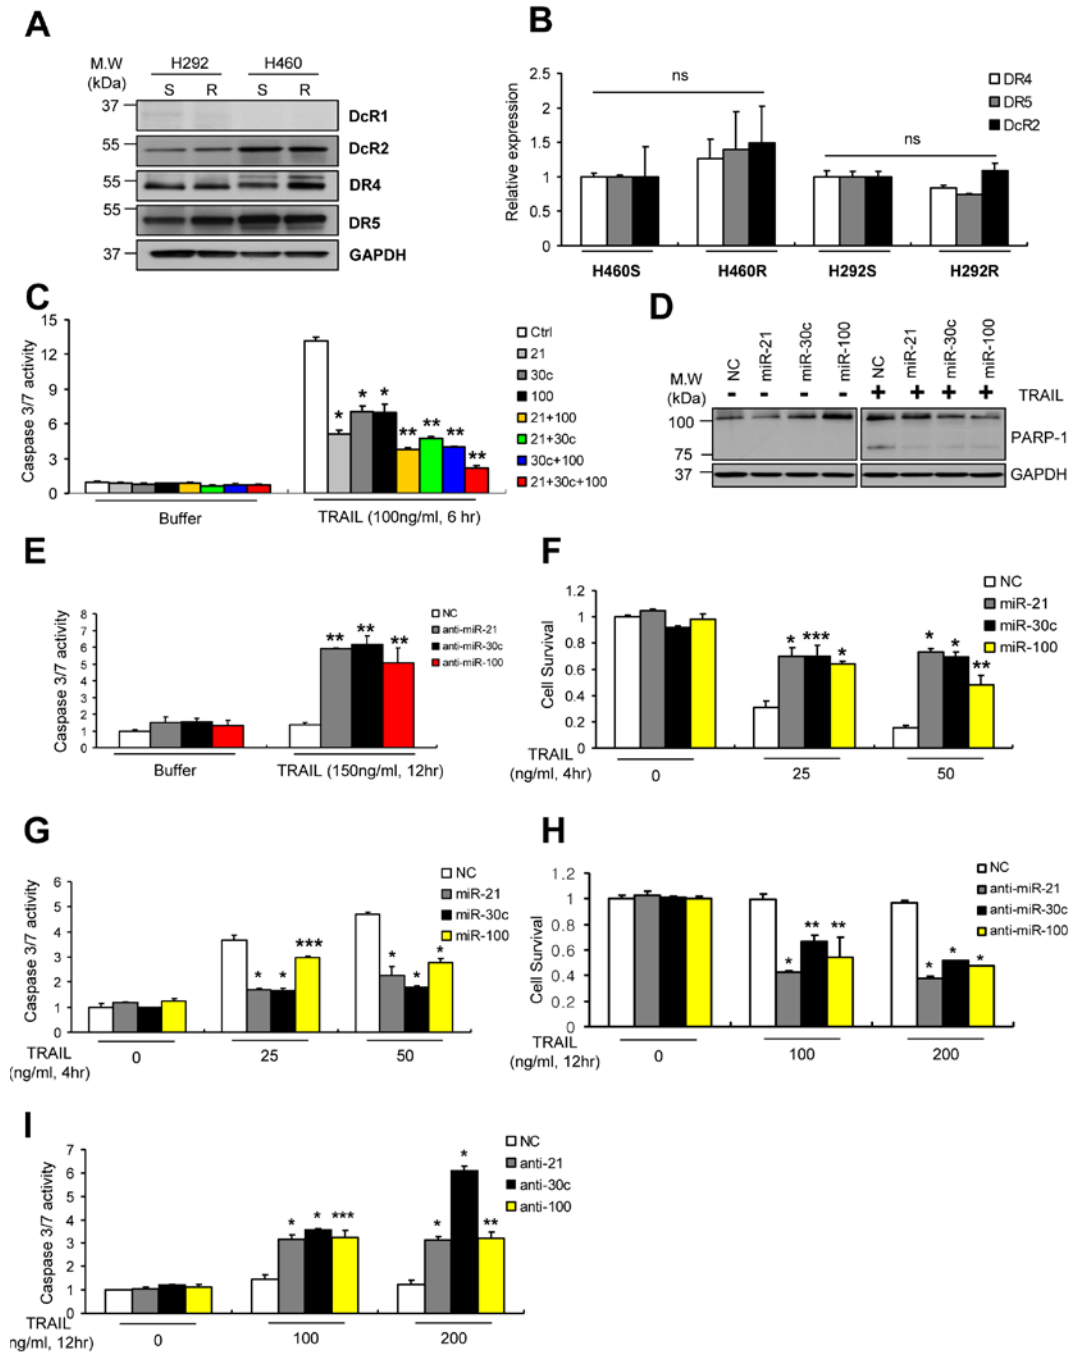 A
M.W
(kDa)
H292
H460
S
R
S
R
37
DcR1
55
DcR2
55
DR4
55
DR5
37
GAPDH
B
Relative expression
2.5
2
1.5
1
0.5
0
ns
ns
DR4
DR5
DcR2
H460S
H460R
H292S
H292R
C
Caspase 3/7 activity
15
12
9
6
3
0
*
*
*
**
**
**
**
Ctrl
21
30c
100
21+100
21+30c
30c+100
21+30c+100
Buffer
TRAIL (100ng/ml, 6 hr)
D
M.W
(kDa)
NC
miR-21
miR-30c
miR-100
NC
miR-21
miR-30c
miR-100
- - - - + + + + TRAIL
100
75
PARP-1
37
GAPDH
E
Caspase 3/7 activity
8
7
6
5
4
3
2
1
0
** ** **
NC
anti-miR-21
anti-miR-30c
anti-miR-100
Buffer
TRAIL (150ng/ml, 12hr)
F
Cell Survival
1.2
1
0.8
0.6
0.4
0.2
0
* *** *
* * **
NC
miR-21
miR-30c
miR-100
TRAIL
(ng/ml, 4hr)
0
25
50
G
Caspase 3/7 activity
6
5
4
3
2
1
0
* * ***
* * *
NC
miR-21
miR-30c
miR-100
TRAIL
(ng/ml, 4hr)
0
25
50
H
Cell Survival
1.2
1
0.8
0.6
0.4
0.2
0
* ** **
* * *
NC
anti-miR-21
anti-miR-30c
anti-miR-100
TRAIL
(ng/ml, 12hr)
0
100
200
I
Caspase 3/7 activity
7
6
5
4
3
2
1
0
* * ***
* * **
NC
anti-21
anti-30c
anti-100
TRAIL
ng/ml, 12hr)
0
100
200